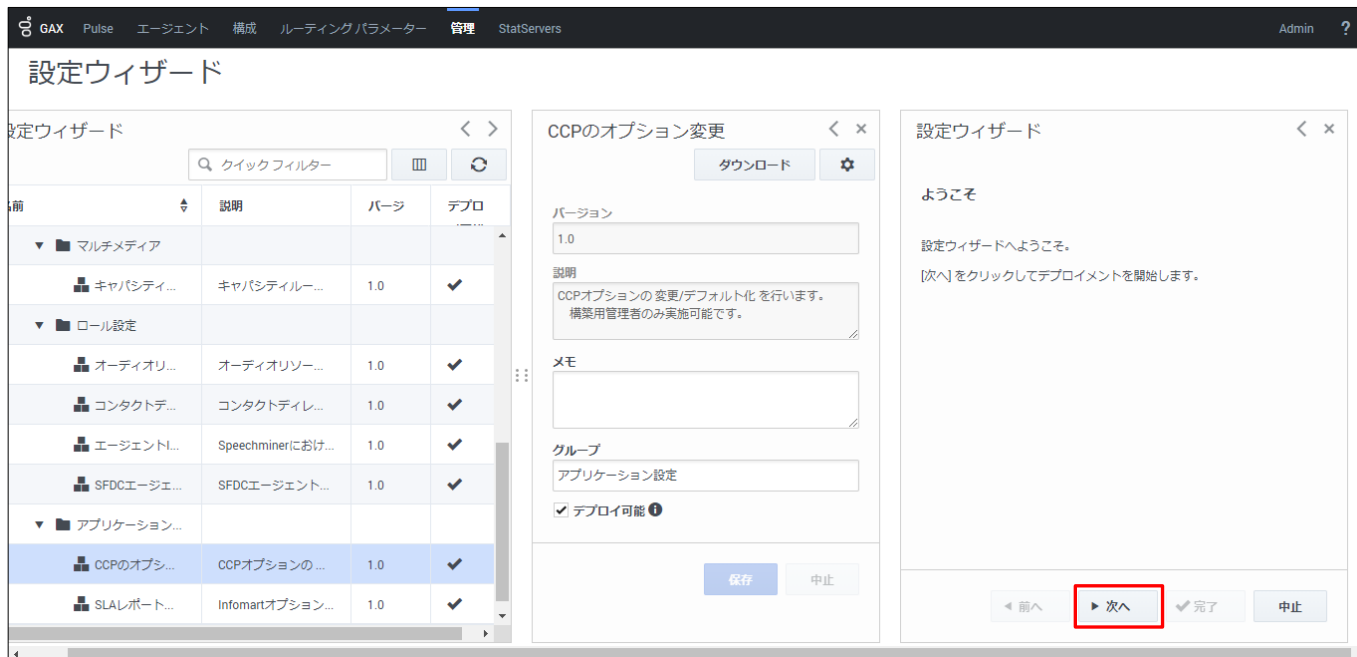 GAX Pulse エージェント 構成 ルーティング パラメーター 管理 StatServers Admin ?
設定ウィザード
設定ウィザード
クイック フィルター
名前 説明 バージ デプロ
マルチメディア
キャパシティ... キャパシティルー... 1.0
ロール設定
オーディオリ... オーディオリソー... 1.0
コンタクトデ... コンタクトディレ... 1.0
エージェントI... Speechminerにおけ... 1.0
SFDCエージェ... SFDCエージェント... 1.0
アプリケーション...
CCPのオプシ... CCPオプションの ... 1.0
SLAレポート... Infomartオプション... 1.0
CCPのオプション変更
ダウンロード
バージョン
1.0
説明
CCPオプションの 変更/デフォルト化 を行います。
構築用管理者のみ実施可能です。
メモ
グループ
アプリケーション設定
デプロイ可能
保存 中止
設定ウィザード
ようこそ
設定ウィザードへようこそ。
[次へ] をクリックしてデプロイメントを開始します。
前へ 次へ 完了 中止